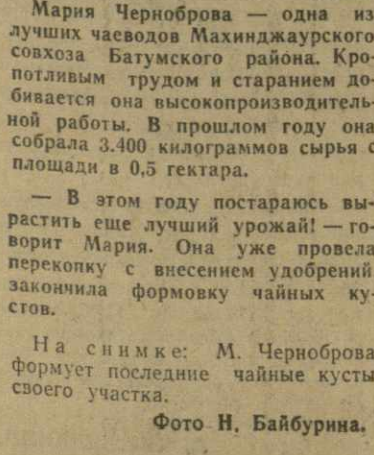 Мария Черноброва — одна из
лучших чаеводов Махинджаурского
совхоза Батумского района. Кро-
потливым трудом и старанием до-
бивается она высокопроизводитель-
ной работы. В прошлом году она
собрала 3.400 килограммов сырья с
площади в 0,5 гектара.
— В этом году постараюсь вы-
растить еще лучший урожай! — го-
ворит Мария. Она уже провела
перекопку с внесением удобрений
закончила формовку чайных ку-
стов.
На снимке: М. Черноброва
формует последние чайные кусты
своего участка.
Фото Н. Байбурина.